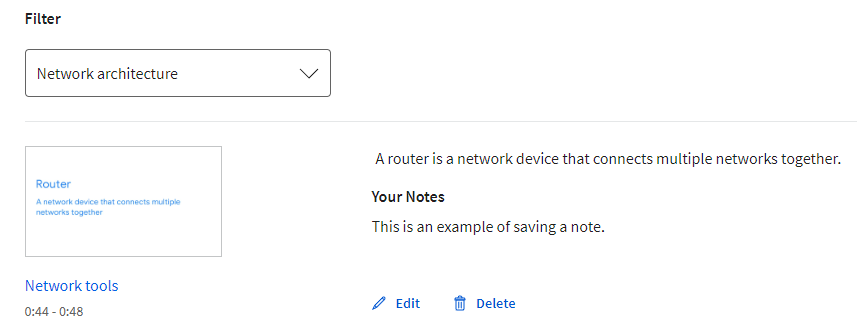 Filter
Network architecture
Router
A network device that connects multiple
networks together
A router is a network device that connects multiple networks together.
Your Notes
This is an example of saving a note.
Network tools
0:44 - 0:48
Edit
Delete